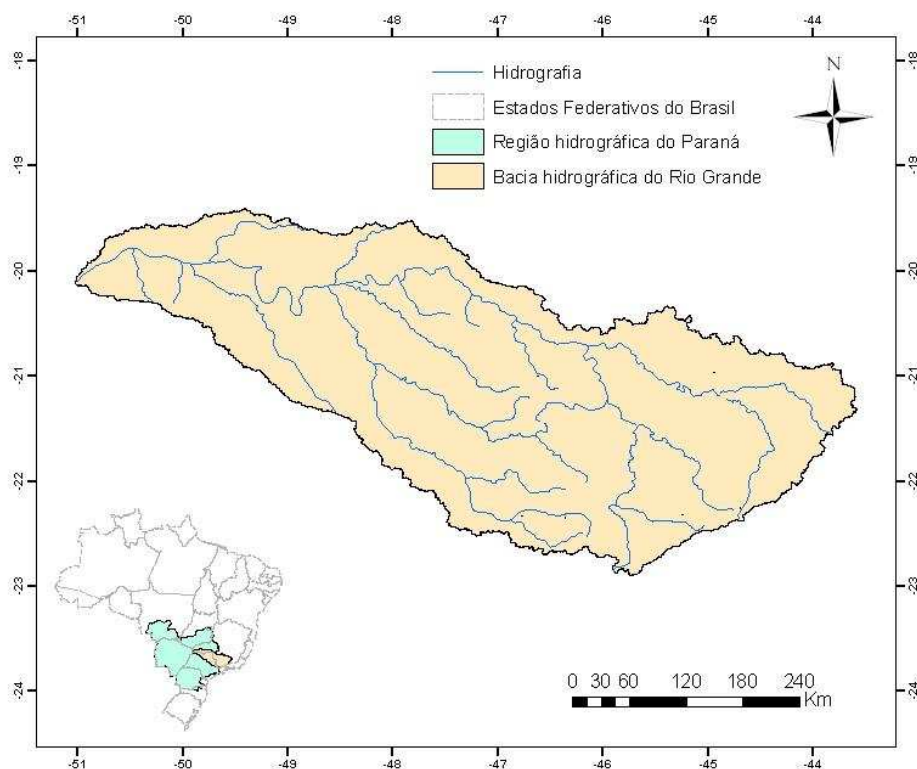 -51 -50 -49 -48 -47 -46 -45 -44
-18 -18
Hidrografia
N
Estados Federativos do Brasil
Região hidrográfica do Paraná
Bacia hidrográfica do Rio Grande
-19 -19
-20 -20
-21 -21
-22 -22
-23 -23
-24 -24
0 30 60 120 180 240
Km
-51 -50 -49 -48 -47 -46 -45 -44